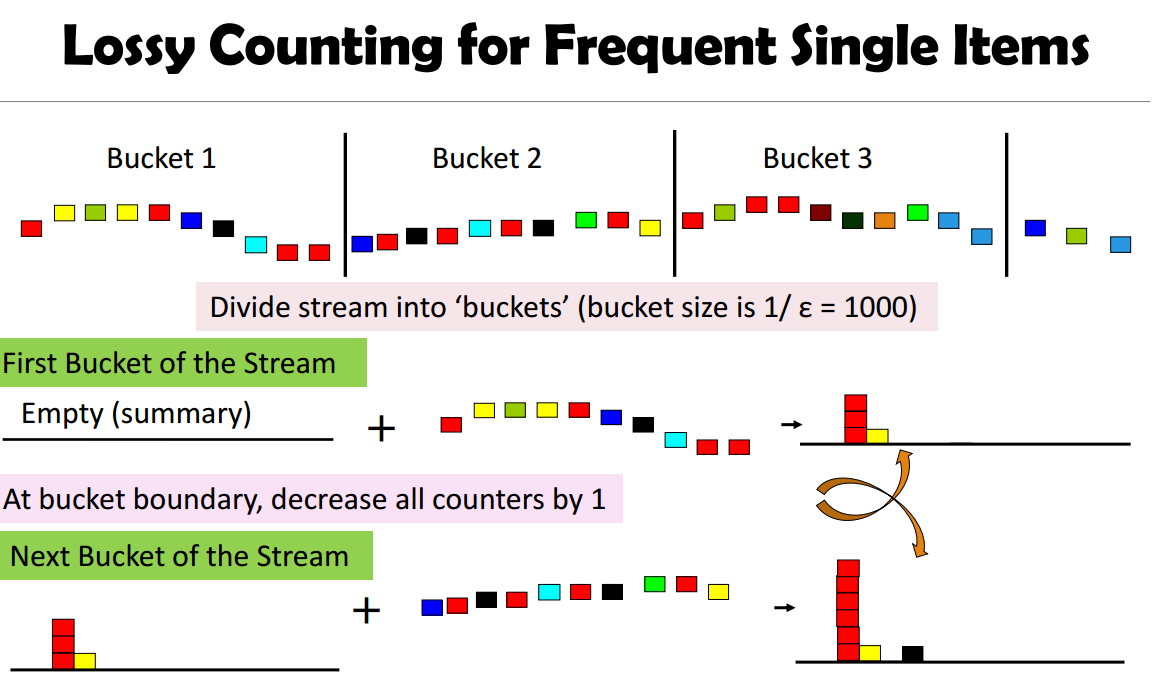 Lossy Counting for Frequent Single Items
Bucket 1
Bucket 2
Bucket 3
Divide stream into ‘buckets’ (bucket size is 1/ ε = 1000)
First Bucket of the Stream
Empty (summary)
+
At bucket boundary, decrease all counters by 1
Next Bucket of the Stream
+